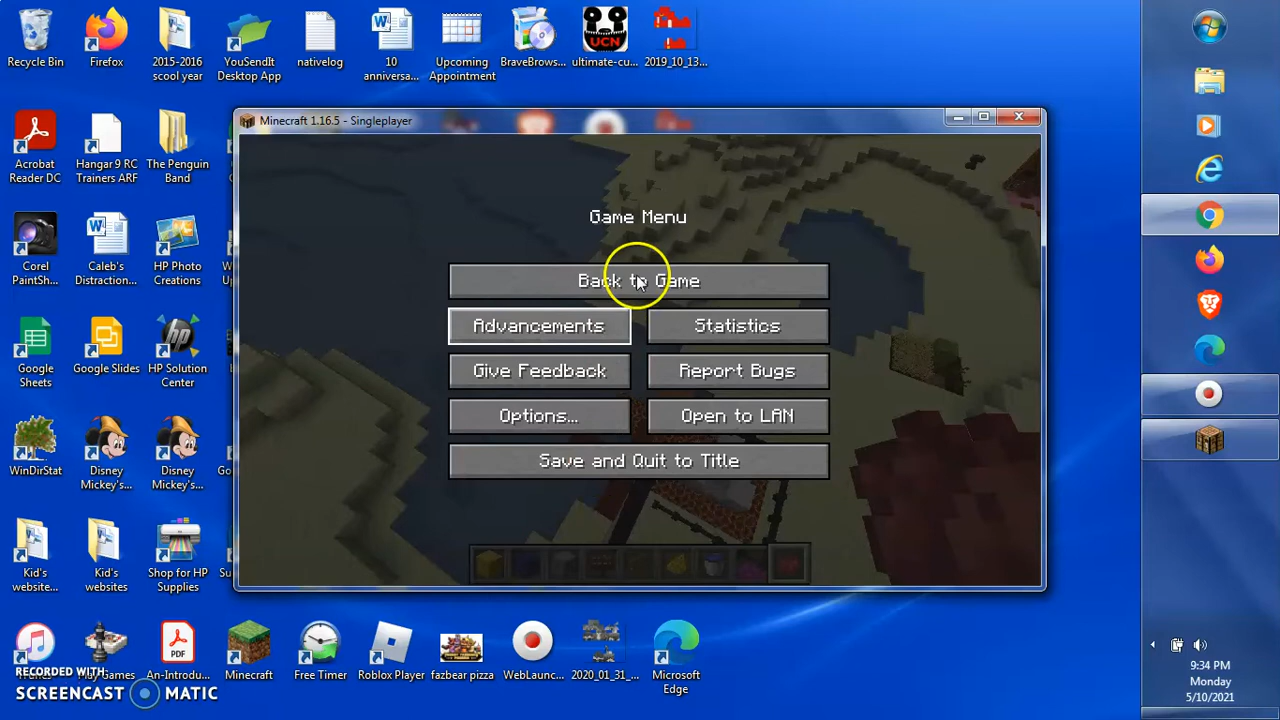 Recycle Bin
Firefox
2015-2016
scool year
YouSendIt
Desktop App
nativelog
10
anniversa...
Upcoming
Appointment
BraveBrows...
UCN
ultimate-cu...
2019_10_13...
Minecraft 1.16.5 - Singleplayer
Acrobat
Reader DC
Hangar 9 RC
Trainers ARF
The Penguin
Band
Game Menu
Back to Game
Advancements
Statistics
Give Feedback
Report Bugs
Options...
Open to LAN
Save and Quit to Title
Corel
PaintSh...
Caleb's
Distraction...
HP Photo
Creations
Google
Sheets
Google Slides
HP Solution
Center
WinDirStat
Disney
Mickey's...
Disney
Mickey's...
Kid's
website...
Kid's
websites
Shop for HP
Supplies
An-Introdu...
Minecraft
Free Timer
Roblox Player
fazbear pizza
WebLaunc...
2020_01_31_...
Microsoft
Edge
RECORDED WITH
SCREENCAST MATIC
9:34 PM
Monday
5/10/2021